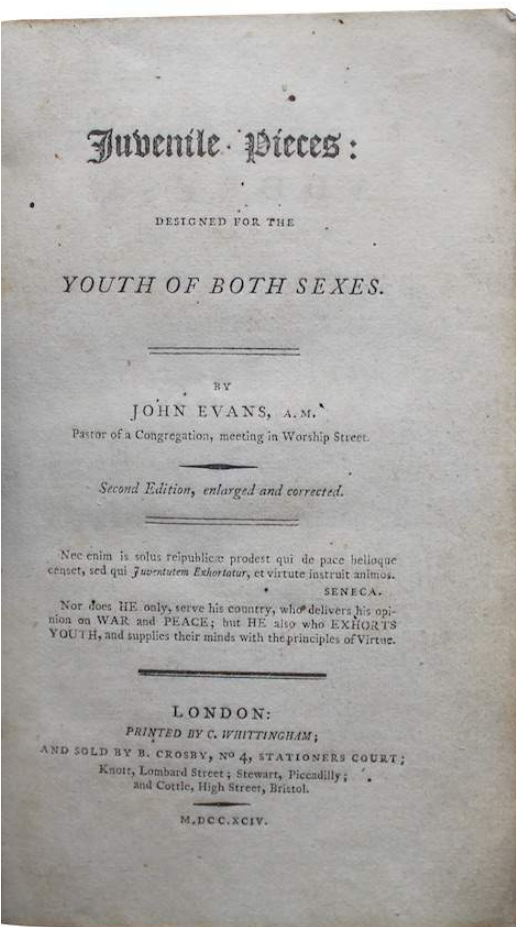 Juvenile Pieces:
DESIGNED FOR THE
YOUTH OF BOTH SEXES.
BY
JOHN EVANS, A.M.
Pastor of a Congregation, meeting in Worship Street.
Second Edition, enlarged and corrected.
Nec enim is solus reipublicæ prodest qui de pace belloque
censet, sed qui Juventutem Exhortatur, et virtute instruit animos.
SENECA.
Nor does HE only, serve his country, who delivers his opi-
nion on WAR and PEACE; but HE also who EXHORTS
YOUTH, and supplies their minds with the principles of Virtue.
LONDON:
PRINTED BY C. WHITTINGHAM;
AND SOLD BY B. CROSBY, Nº 4, STATIONERS COURT;
Knott, Lombard Street; Stewart, Piccadilly;
and Cottle, High Street, Bristol.
M.DCC.XCIV.